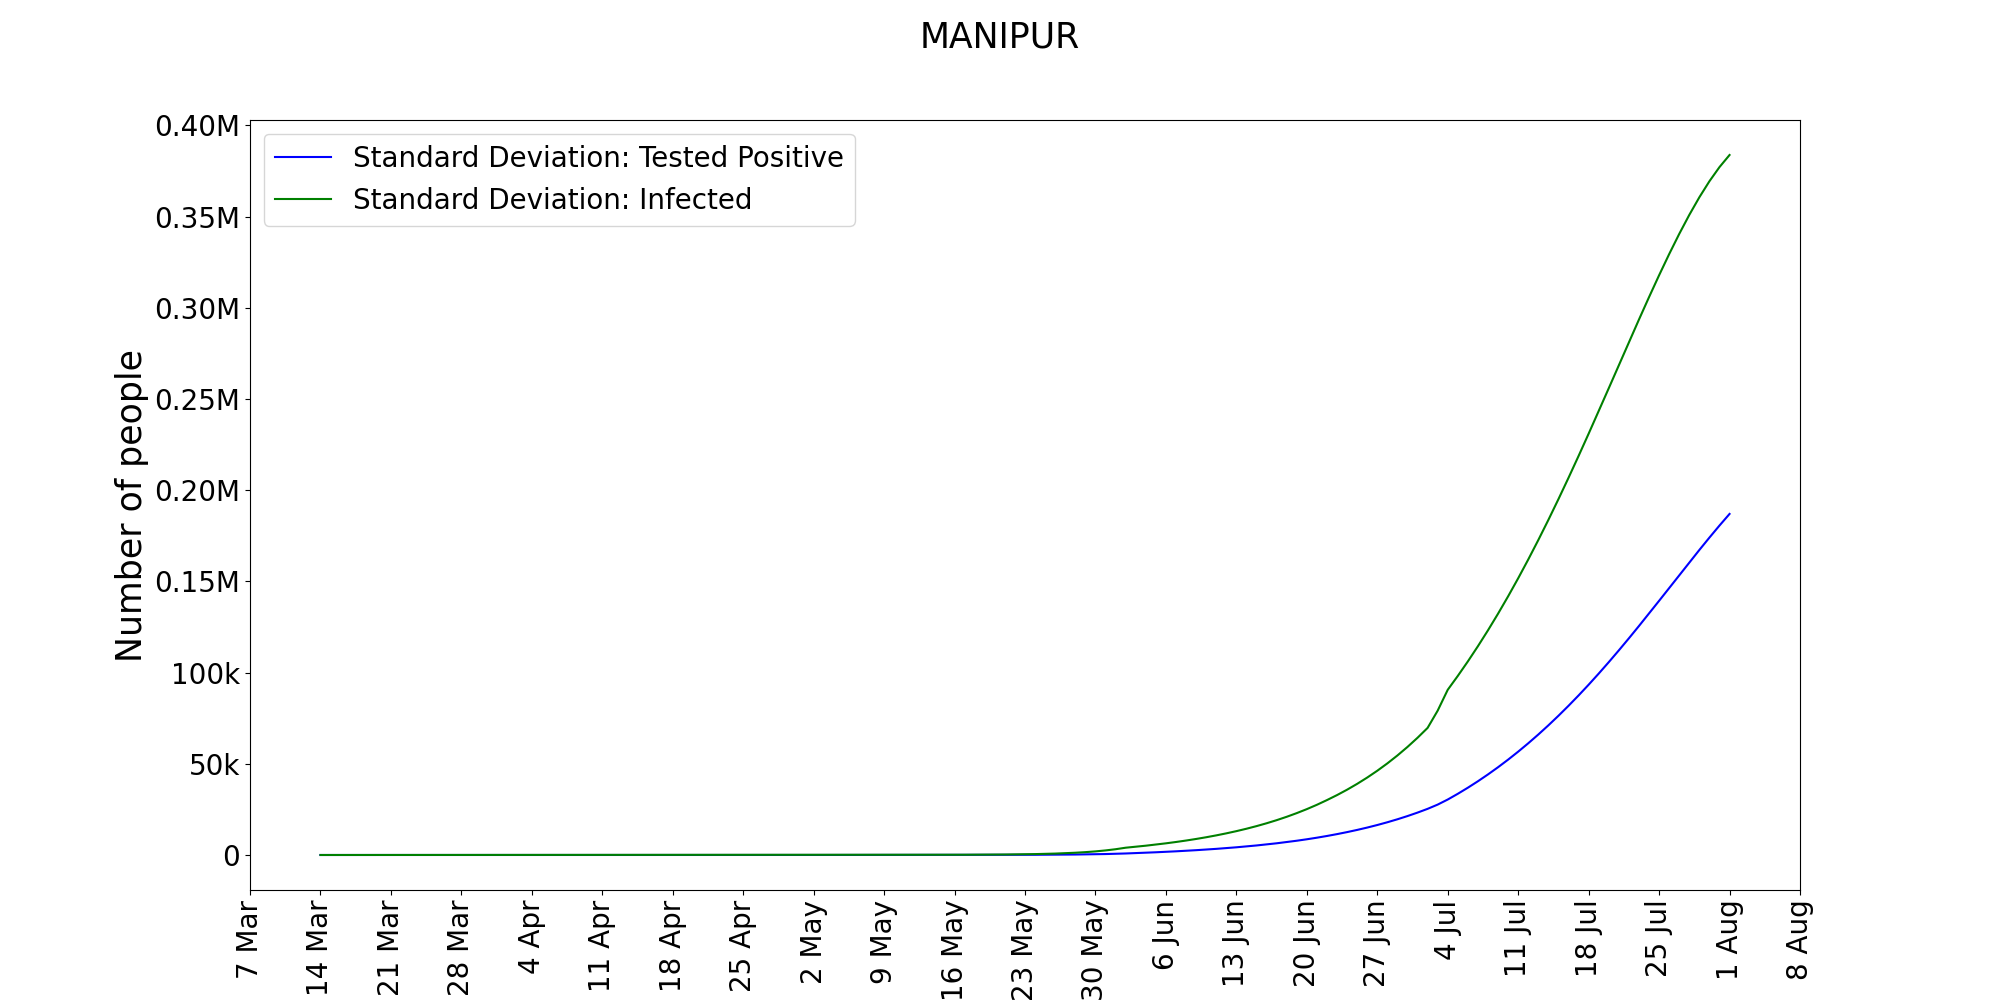 MANIPUR
0.40M
0.35M
0.30M
0.25M
0.20M
0.15M
100k
50k
0
Number of people
Standard Deviation: Tested Positive
Standard Deviation: Infected
7 Mar
14 Mar
21 Mar
28 Mar
4 Apr
11 Apr
18 Apr
25 Apr
2 May
9 May
16 May
23 May
30 May
6 Jun
13 Jun
20 Jun
27 Jun
4 Jul
11 Jul
18 Jul
25 Jul
1 Aug
8 Aug